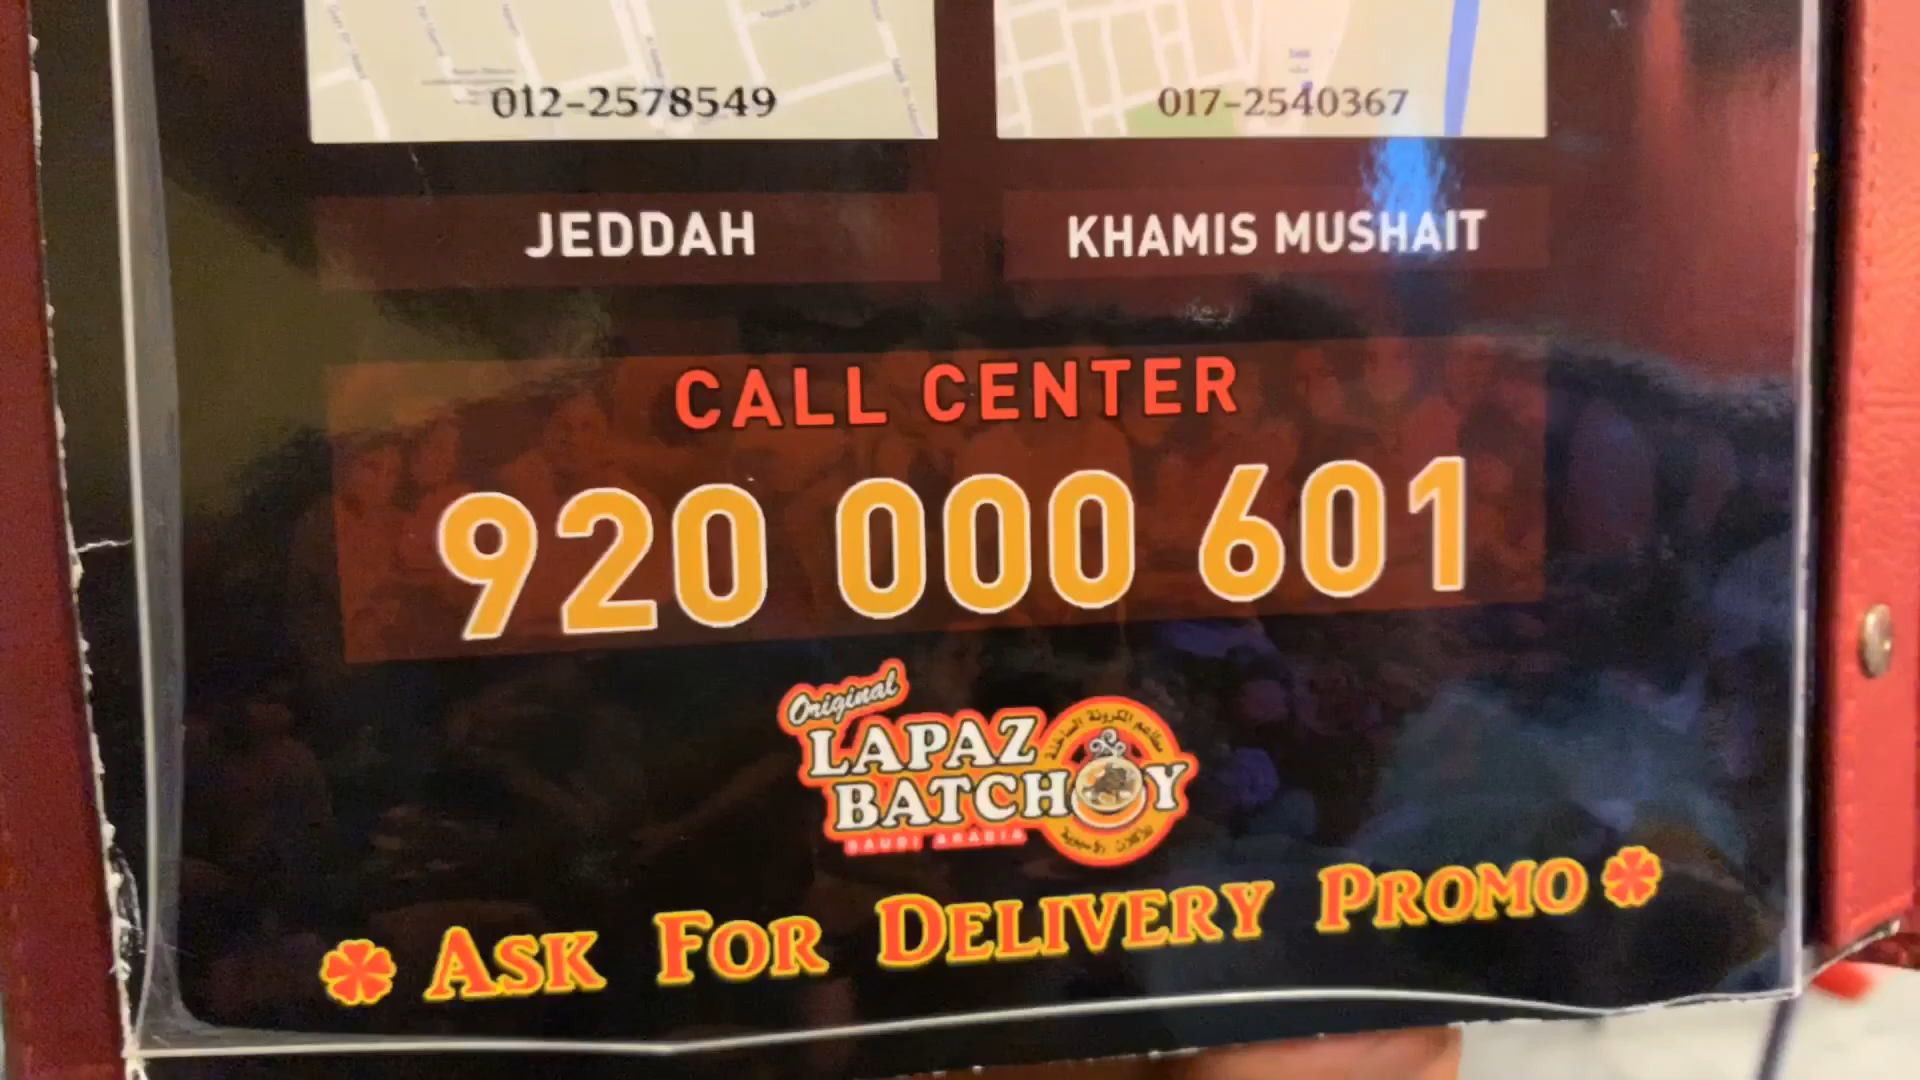 012-2578549
017-2540367
JEDDAH
KHAMIS MUSHAIT
CALL CENTER
920 000 601
Original
LAPAZ
BATCHOY
SAUDI ARABIA
ASK FOR DELIVERY PROMO